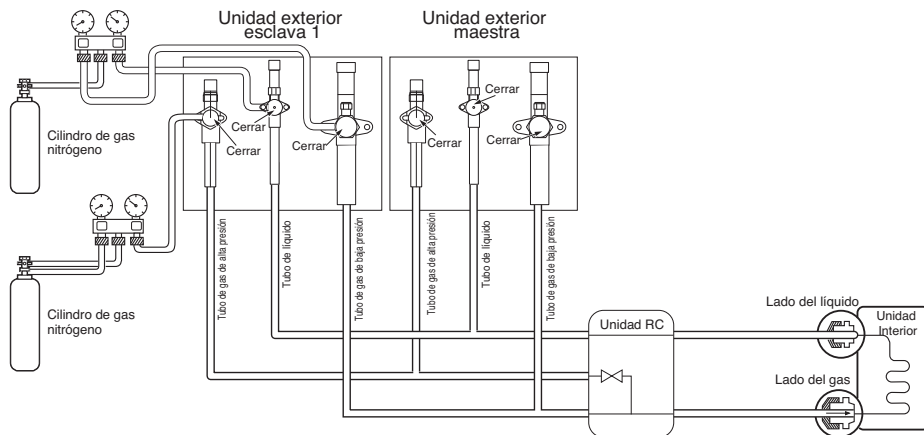 Unidad exterior
esclava 1
Unidad exterior
maestra
Cilindro de gas
nitrógeno
Cerrar
Cerrar
Cerrar
Cerrar
Cerrar
Cerrar
Tubo de gas de alta presión
Tubo de líquido
Tubo de gas de baja presión
Tubo de gas de alta presión
Tubo de líquido
Tubo de gas de baja presión
Cilindro de gas
nitrógeno
Unidad RC
Lado del líquido
Unidad
Interior
Lado del gas